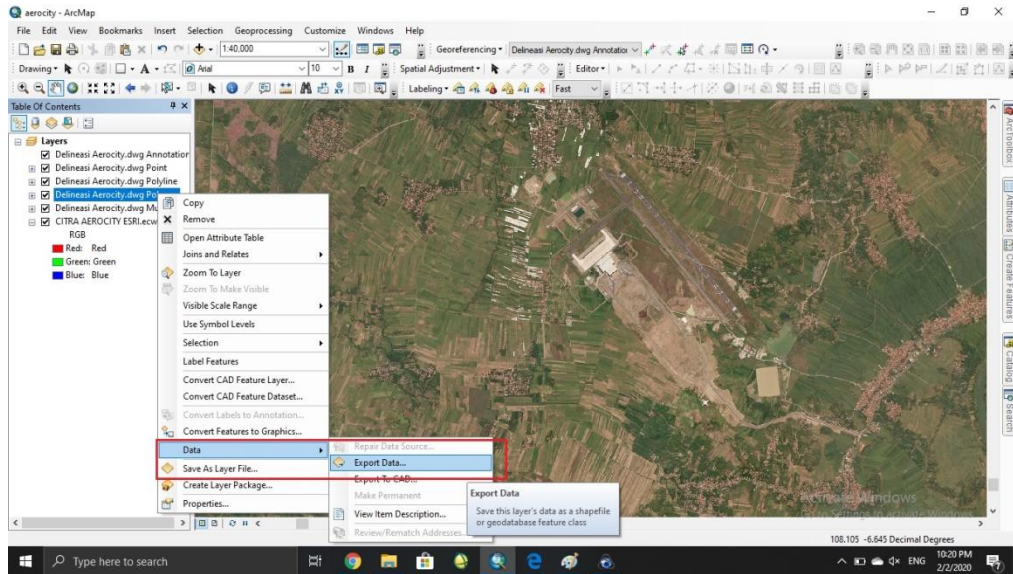 aerocity - ArcMap
File Edit View Bookmarks Insert Selection Geoprocessing Customize Windows Help
1:40,000 Georeferencing Delineasi Aerocity.dwg Annotation
Drawing A Arial 10 B I Spatial Adjustment Editor
Labeling Fast
Table Of Contents
Layers
Delineasi Aerocity.dwg Annotation
Delineasi Aerocity.dwg Point
Delineasi Aerocity.dwg Polyline
Delineasi Aerocity.dwg Po
Delineasi Aerocity.dwg Mu
CITRA AEROCITY ESRI.ecw
RGB
Red: Red
Green: Green
Blue: Blue
Copy
Remove
Open Attribute Table
Joins and Relates
Zoom To Layer
Zoom To Make Visible
Visible Scale Range
Use Symbol Levels
Selection
Label Features
Convert CAD Feature Layer...
Convert CAD Feature Dataset...
Convert Labels to Annotation...
Convert Features to Graphics...
Data
Save As Layer File...
Create Layer Package...
Properties...
Repair Data Source...
Export Data...
Export To CAD...
Make Permanent
View Item Description...
Review/Rematch Addresses...
Export Data
Save this layer's data as a shapefile
or geodatabase feature class
ArcToolbox
Attributes
Create Features
Catalog
Search
Activate Windows
Go to Settings to activate Windows.
108.105 -6.645 Decimal Degrees
Type here to search
ENG
10:20 PM
2/2/2020